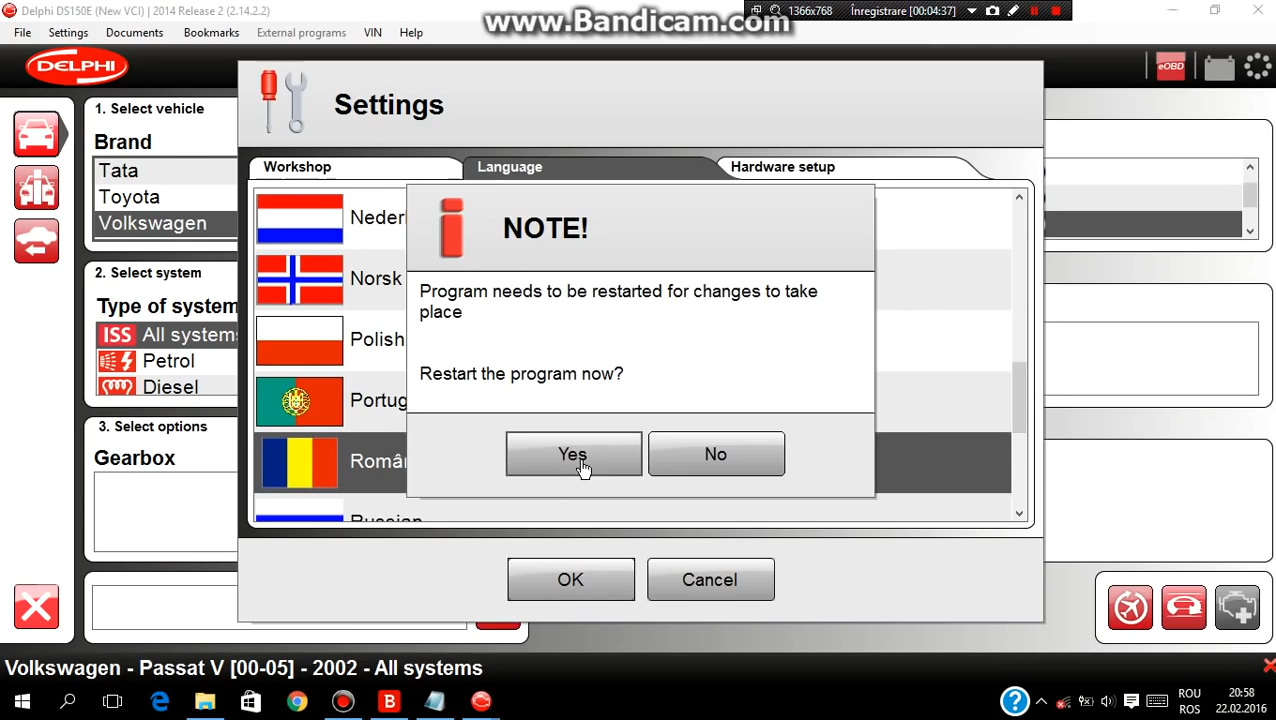 Delphi DS150E (New VCI) | 2014 Release 2 (2.14.2.2)
1366x768 Înregistrare [00:04:37]
www.Bandicam.com
File Settings Documents Bookmarks External programs VIN Help
DELPHI
eOBD
Settings
1. Select vehicle
Brand
Tata
Toyota
Volkswagen
Workshop Language Hardware setup
Neder
Norsk
Polish
Portug
Româ
Russian
NOTE!
Program needs to be restarted for changes to take
place
Restart the program now?
Yes No
2. Select system
Type of system
ISS All systems
Petrol
Diesel
3. Select options
Gearbox
OK Cancel
Volkswagen - Passat V [00-05] - 2002 - All systems
B
?
ROU
ROS
20:58
22.02.2016